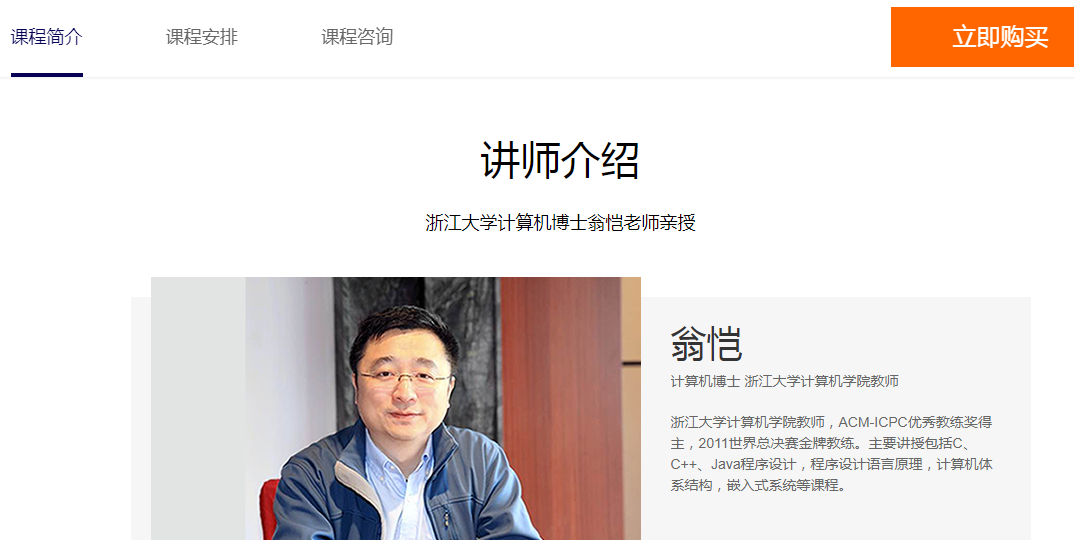 课程简介
课程安排
课程咨询
立即购买
讲师介绍
浙江大学计算机博士翁恺老师亲授
翁恺
计算机博士 浙江大学计算机学院教师
浙江大学计算机学院教师，ACM-ICPC优秀教练奖得
主，2011世界总决赛金牌教练。主要讲授包括C、
C++、Java程序设计，程序设计语言原理，计算机体
系结构，嵌入式系统等课程。